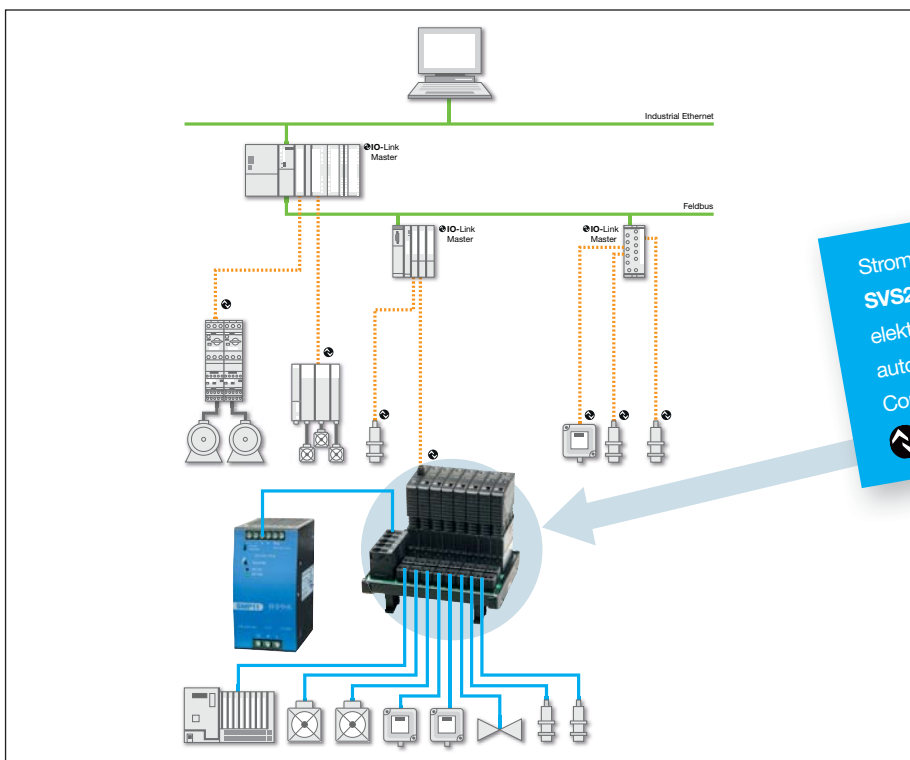 Industrial Ethernet
IO-Link
Master
Feldbus
IO-Link
Master
IO-Link
Master
Strom
SVS2
elekt
auto
Co